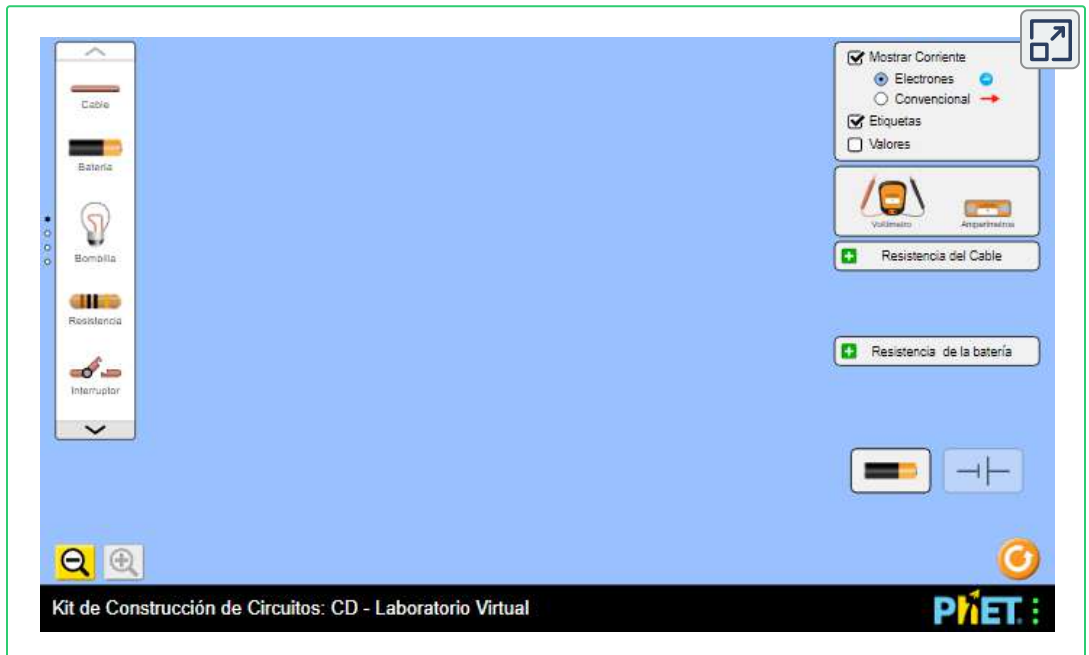 Cable
Batería
Bombilla
Resistencia
Interruptor
Mostrar Corriente
Electrones
Convencional
Etiquetas
Valores
Voltímetro
Amperímetros
Resistencia del Cable
Resistencia de la batería
Kit de Construcción de Circuitos: CD - Laboratorio Virtual
PhET